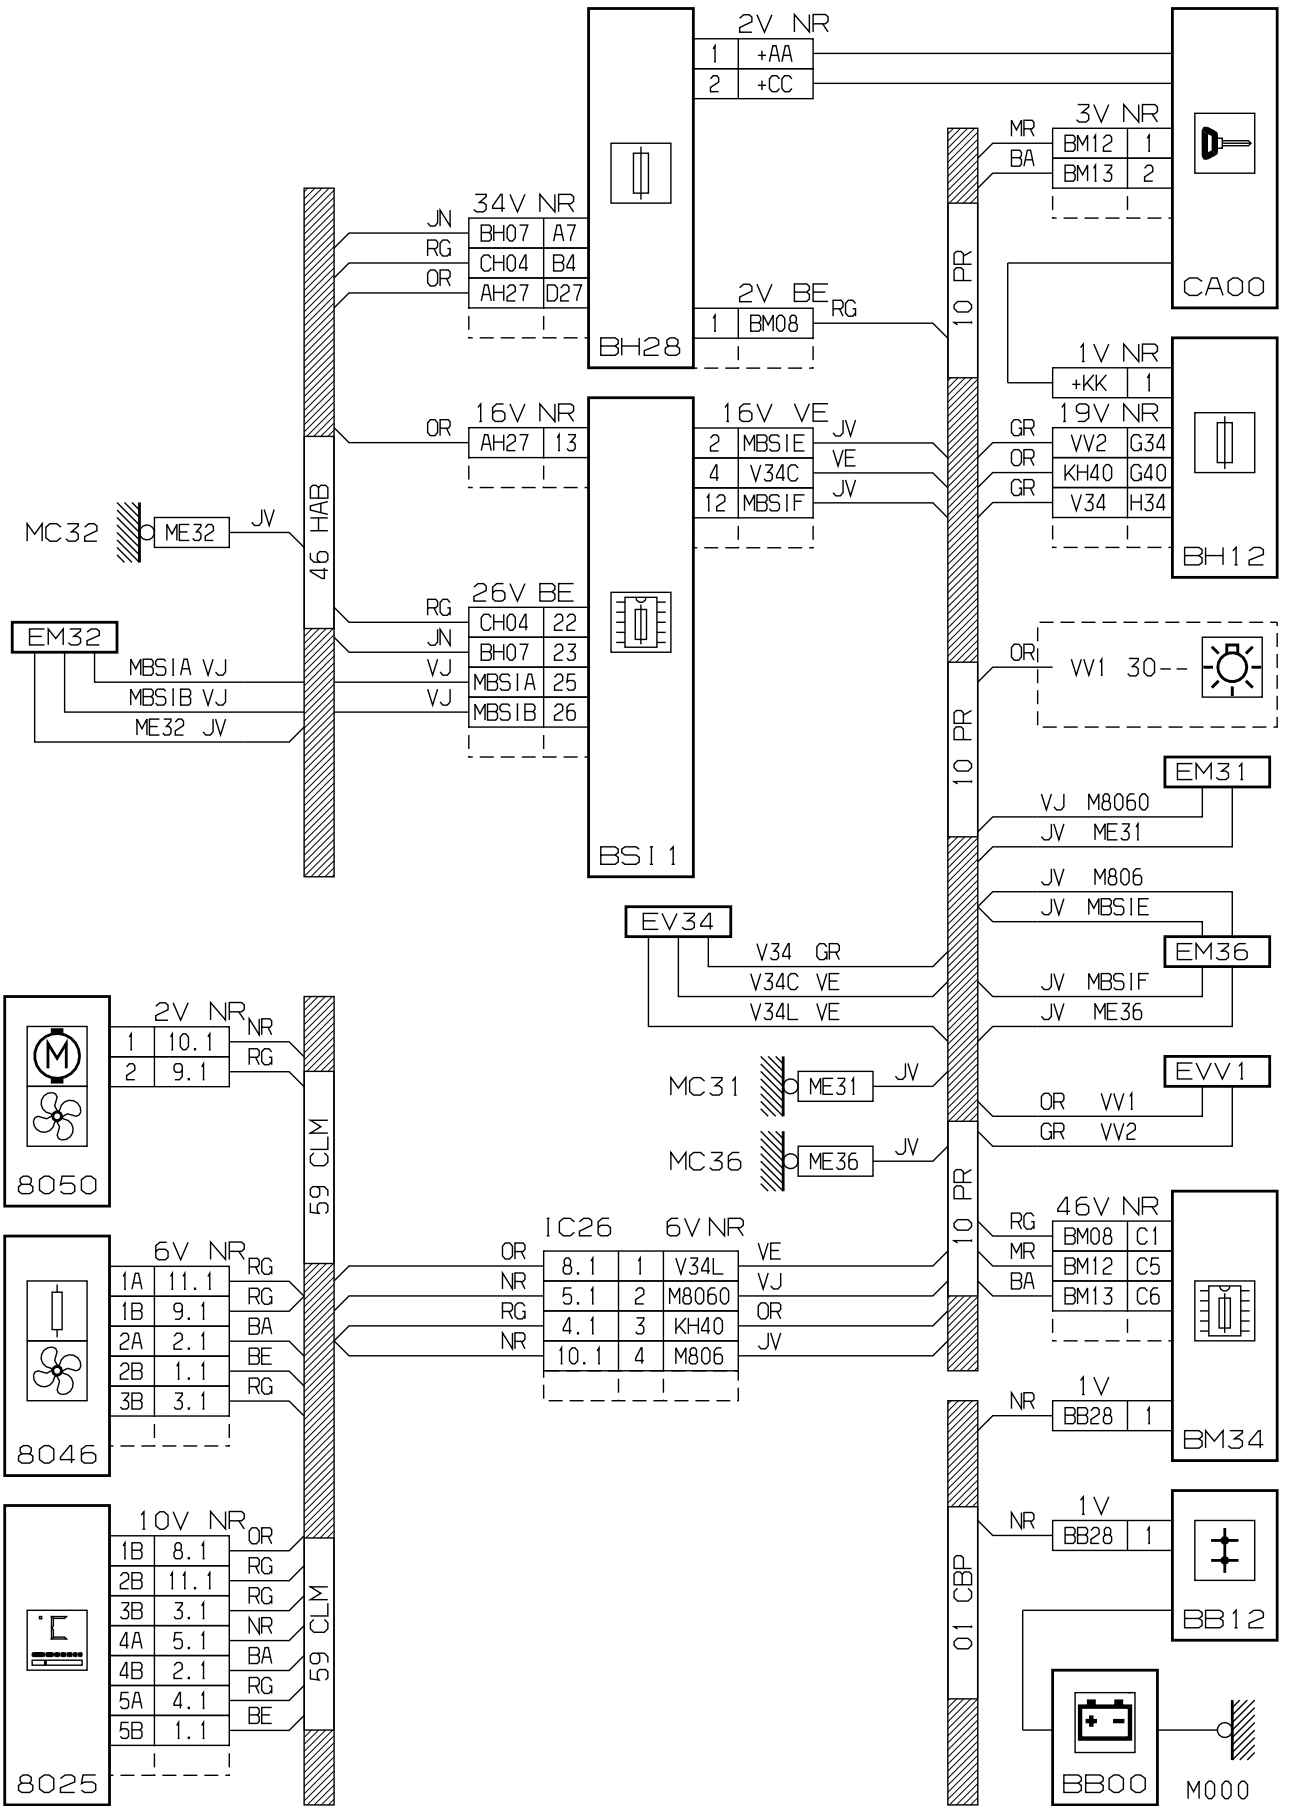 2V NR
1 +AA
2 +CC
3V NR
MR BM12 1
BA BM13 2
CA00
34V NR
JN BH07 A7
RG CH04 B4
OR AH27 D27
2V BE
1 BM08 RG
BH28
10 PR
1V NR
+KK 1
19V NR
GR VV2 G34
OR KH40 G40
GR V34 H34
BH12
16V NR
OR AH27 13
16V VE
2 MBSIE JV
4 V34C VE
12 MBSIF JV
46 HAB
MC32 ME32 JV
26V BE
RG CH04 22
JN BH07 23
VJ MBSIA 25
VJ MBSIB 26
BSI1
EM32
MBSIA VJ
MBSIB VJ
ME32 JV
OR VV1 30--
10 PR
EM31
VJ M8060
JV ME31
JV M806
JV MBSIE
EM36
JV MBSIF
JV ME36
EV34
V34 GR
V34C VE
V34L VE
MC31 ME31 JV
MC36 ME36 JV
EVV1
OR VV1
GR VV2
10 PR
M
2V NR
1 10.1 NR
2 9.1 RG
8050
59 CLM
6V NR
1A 11.1 RG
1B 9.1 RG
2A 2.1 BA
2B 1.1 BE
3B 3.1 RG
8046
IC26 6V NR
OR 8.1 1 V34L VE
NR 5.1 2 M8060 VJ
RG 4.1 3 KH40 OR
NR 10.1 4 M806 JV
46V NR
RG BM08 C1
MR BM12 C5
BA BM13 C6
1V
NR BB28 1
BM34
10V NR
1B 8.1 OR
2B 11.1 RG
3B 3.1 RG
4A 5.1 NR
4B 2.1 BA
5A 4.1 RG
5B 1.1 BE
°C
8025
59 CLM
01 CBP
1V
NR BB28 1
BB12
+ -
BB00
M000